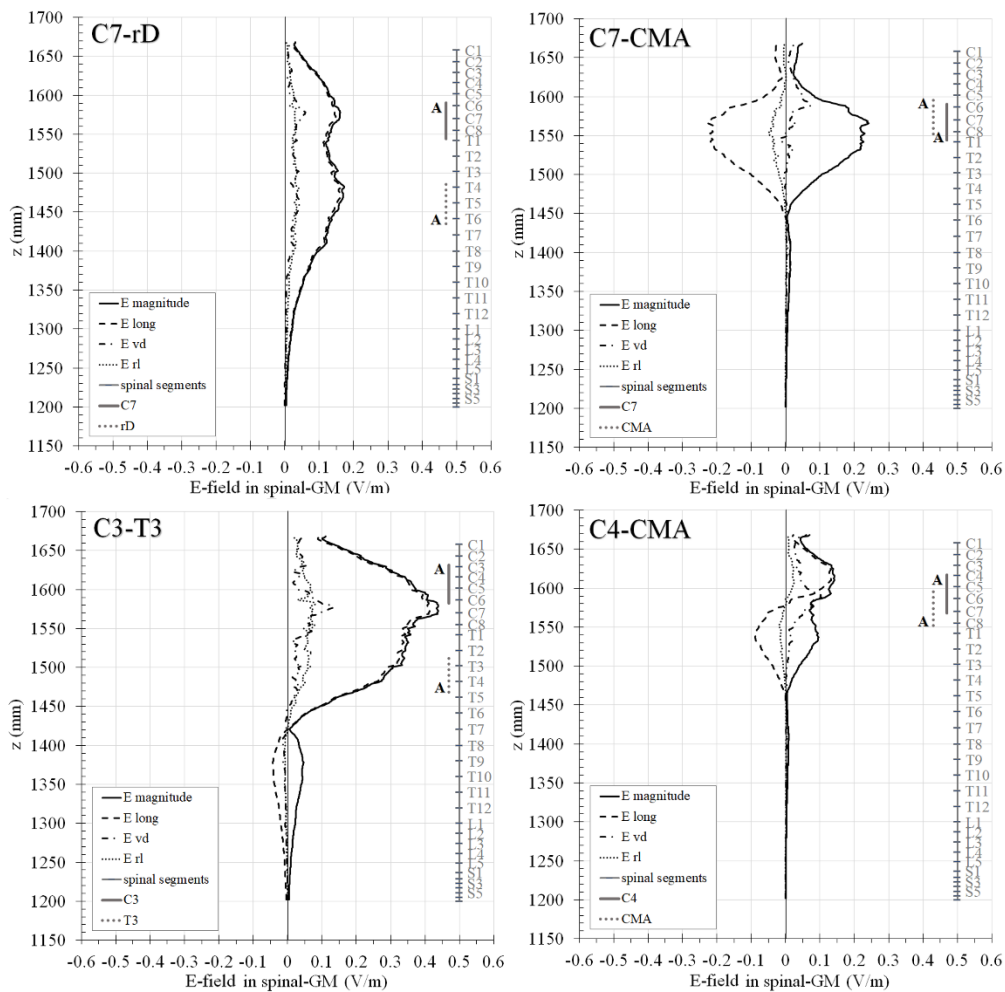 C7-rD
z (mm)
1700
1650
1600
1550
1500
1450
1400
1350
1300
1250
1200
1150
-0.6 -0.5 -0.4 -0.3 -0.2 -0.1 0 0.1 0.2 0.3 0.4 0.5 0.6
E-field in spinal-GM (V/m)
E magnitude
E long
E vd
E rl
spinal segments
C7
rD
A
A
C1
C2
C3
C4
C5
C6
C7
C8
T1
T2
T3
T4
T5
T6
T7
T8
T9
T10
T11
T12
L1
L2
L3
L4
L5
S1
S3
S5
C7-CMA
z (mm)
1700
1650
1600
1550
1500
1450
1400
1350
1300
1250
1200
1150
-0.6 -0.5 -0.4 -0.3 -0.2 -0.1 0 0.1 0.2 0.3 0.4 0.5 0.6
E-field in spinal-GM (V/m)
E magnitude
E long
E vd
E rl
spinal segments
C7
CMA
A
A
C1
C2
C3
C4
C5
C6
C7
C8
T1
T2
T3
T4
T5
T6
T7
T8
T9
T10
T11
T12
L1
L2
L3
L4
L5
S1
S3
S5
C3-T3
z (mm)
1700
1650
1600
1550
1500
1450
1400
1350
1300
1250
1200
1150
-0.6 -0.5 -0.4 -0.3 -0.2 -0.1 0 0.1 0.2 0.3 0.4 0.5 0.6
E-field in spinal-GM (V/m)
E magnitude
E long
E vd
E rl
spinal segments
C3
T3
A
A
C1
C2
C3
C4
C5
C6
C7
C8
T1
T2
T3
T4
T5
T6
T7
T8
T9
T10
T11
T12
L1
L2
L3
L4
L5
S1
S3
S5
C4-CMA
z (mm)
1700
1650
1600
1550
1500
1450
1400
1350
1300
1250
1200
1150
-0.6 -0.5 -0.4 -0.3 -0.2 -0.1 0 0.1 0.2 0.3 0.4 0.5 0.6
E-field in spinal-GM (V/m)
E magnitude
E long
E vd
E rl
spinal segments
C4
CMA
A
A
C1
C2
C3
C4
C5
C6
C7
C8
T1
T2
T3
T4
T5
T6
T7
T8
T9
T10
T11
T12
L1
L2
L3
L4
L5
S1
S3
S5